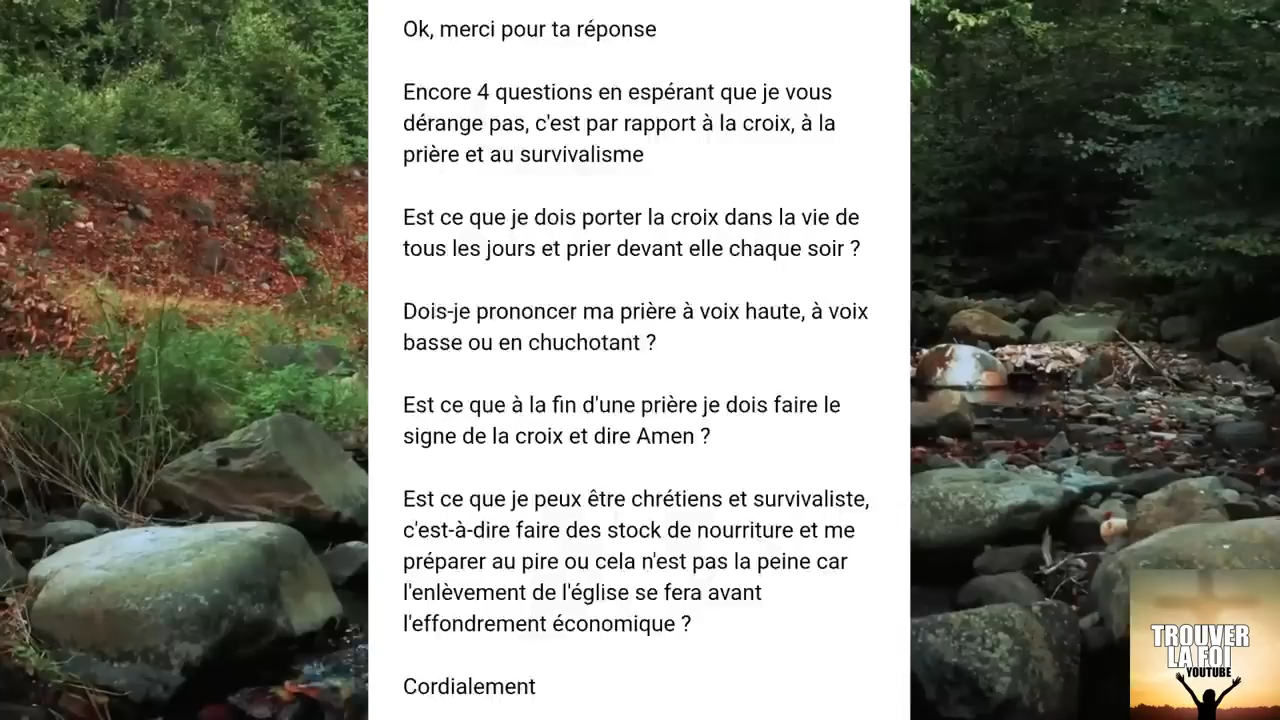 Ok, merci pour ta réponse
Encore 4 questions en espérant que je vous
dérange pas, c'est par rapport à la croix, à la
prière et au survivalisme
Est ce que je dois porter la croix dans la vie de
tous les jours et prier devant elle chaque soir ?
Dois-je prononcer ma prière à voix haute, à voix
basse ou en chuchotant ?
Est ce que à la fin d'une prière je dois faire le
signe de la croix et dire Amen ?
Est ce que je peux être chrétiens et survivaliste,
c'est-à-dire faire des stock de nourriture et me
préparer au pire ou cela n'est pas la peine car
l'enlèvement de l'église se fera avant
l'effondrement économique ?
Cordialement
TROUVER
LA FOI
YOUTUBE